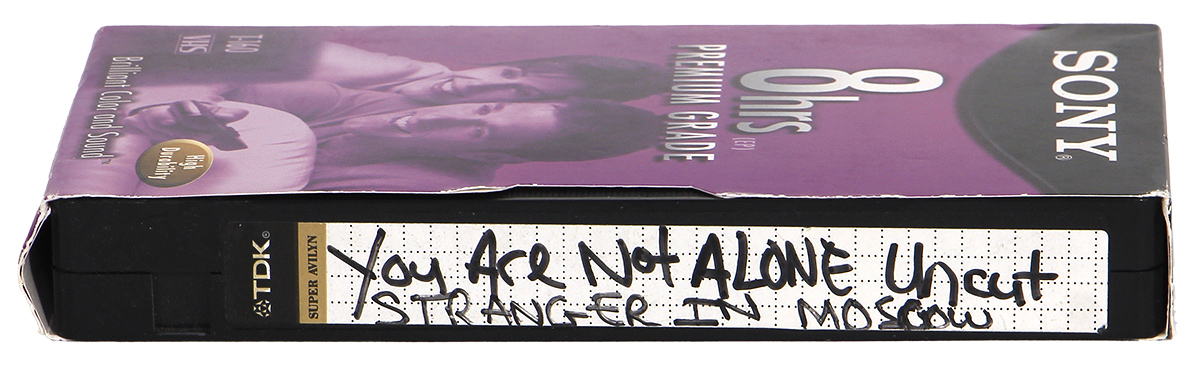 SONY®
8hrs (EP)
PREMIUM GRADE
T-160
VHS
Brilliant Color and Sound™
High
Durability
TDK®
SUPER AVILYN
You Are Not ALONE Uncut
STRANGER IN MOSCOW